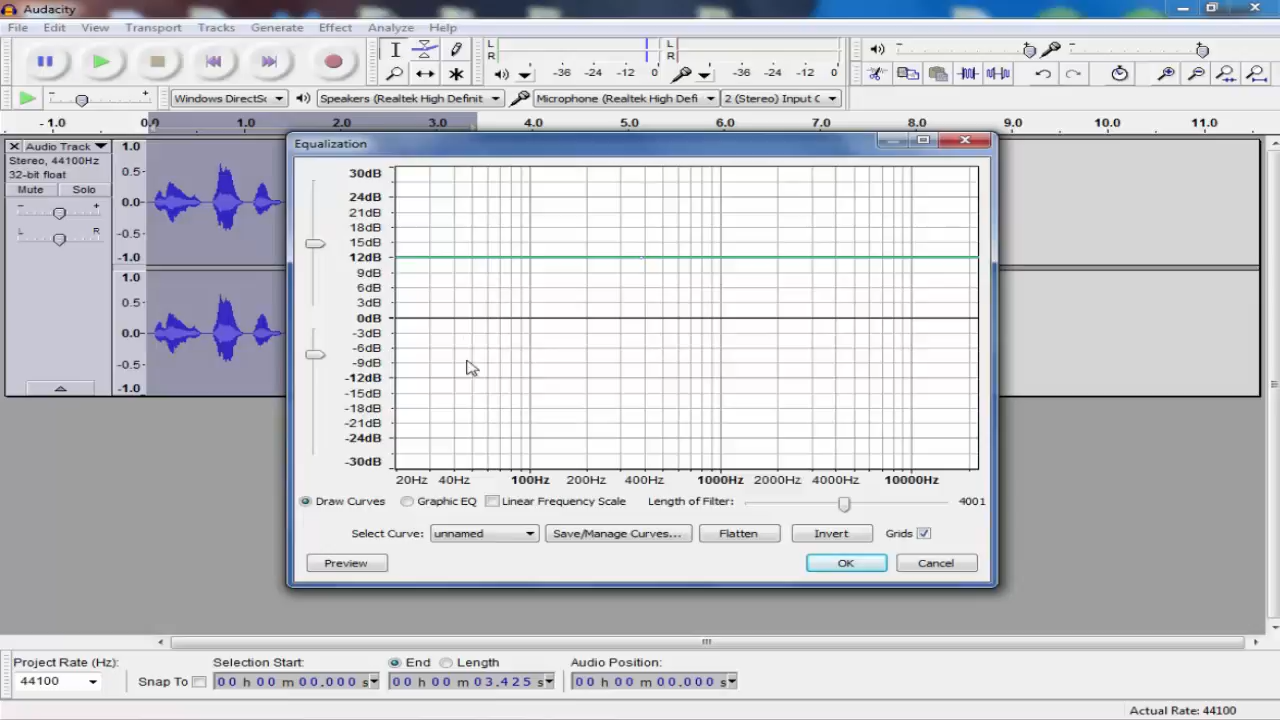 Audacity
File Edit View Transport Tracks Generate Effect Analyze Help
L
R
-36 -24 -12 0
L
R
-36 -24 -12 0
Windows DirectSc
Speakers (Realtek High Definit
Microphone (Realtek High Defi
2 (Stereo) Input C
-1.0 0.0 1.0 2.0 3.0 4.0 5.0 6.0 7.0 8.0 9.0 10.0 11.0
Audio Track
Stereo, 44100Hz
32-bit float
Mute Solo
- +
L R
1.0
0.5
0.0
-0.5
-1.0
1.0
0.5
0.0
-0.5
-1.0
Equalization
30dB
24dB
21dB
18dB
15dB
12dB
9dB
6dB
3dB
0dB
-3dB
-6dB
-9dB
-12dB
-15dB
-18dB
-21dB
-24dB
-30dB
20Hz 40Hz 100Hz 200Hz 400Hz 1000Hz 2000Hz 4000Hz 10000Hz
Draw Curves Graphic EQ Linear Frequency Scale Length of Filter: 4001
Select Curve: unnamed Save/Manage Curves... Flatten Invert Grids
Preview OK Cancel
Project Rate (Hz): Selection Start: End Length Audio Position:
44100 Snap To 00 h 00 m 00.000 s 00 h 00 m 03.425 s 00 h 00 m 00.000 s
Actual Rate: 44100